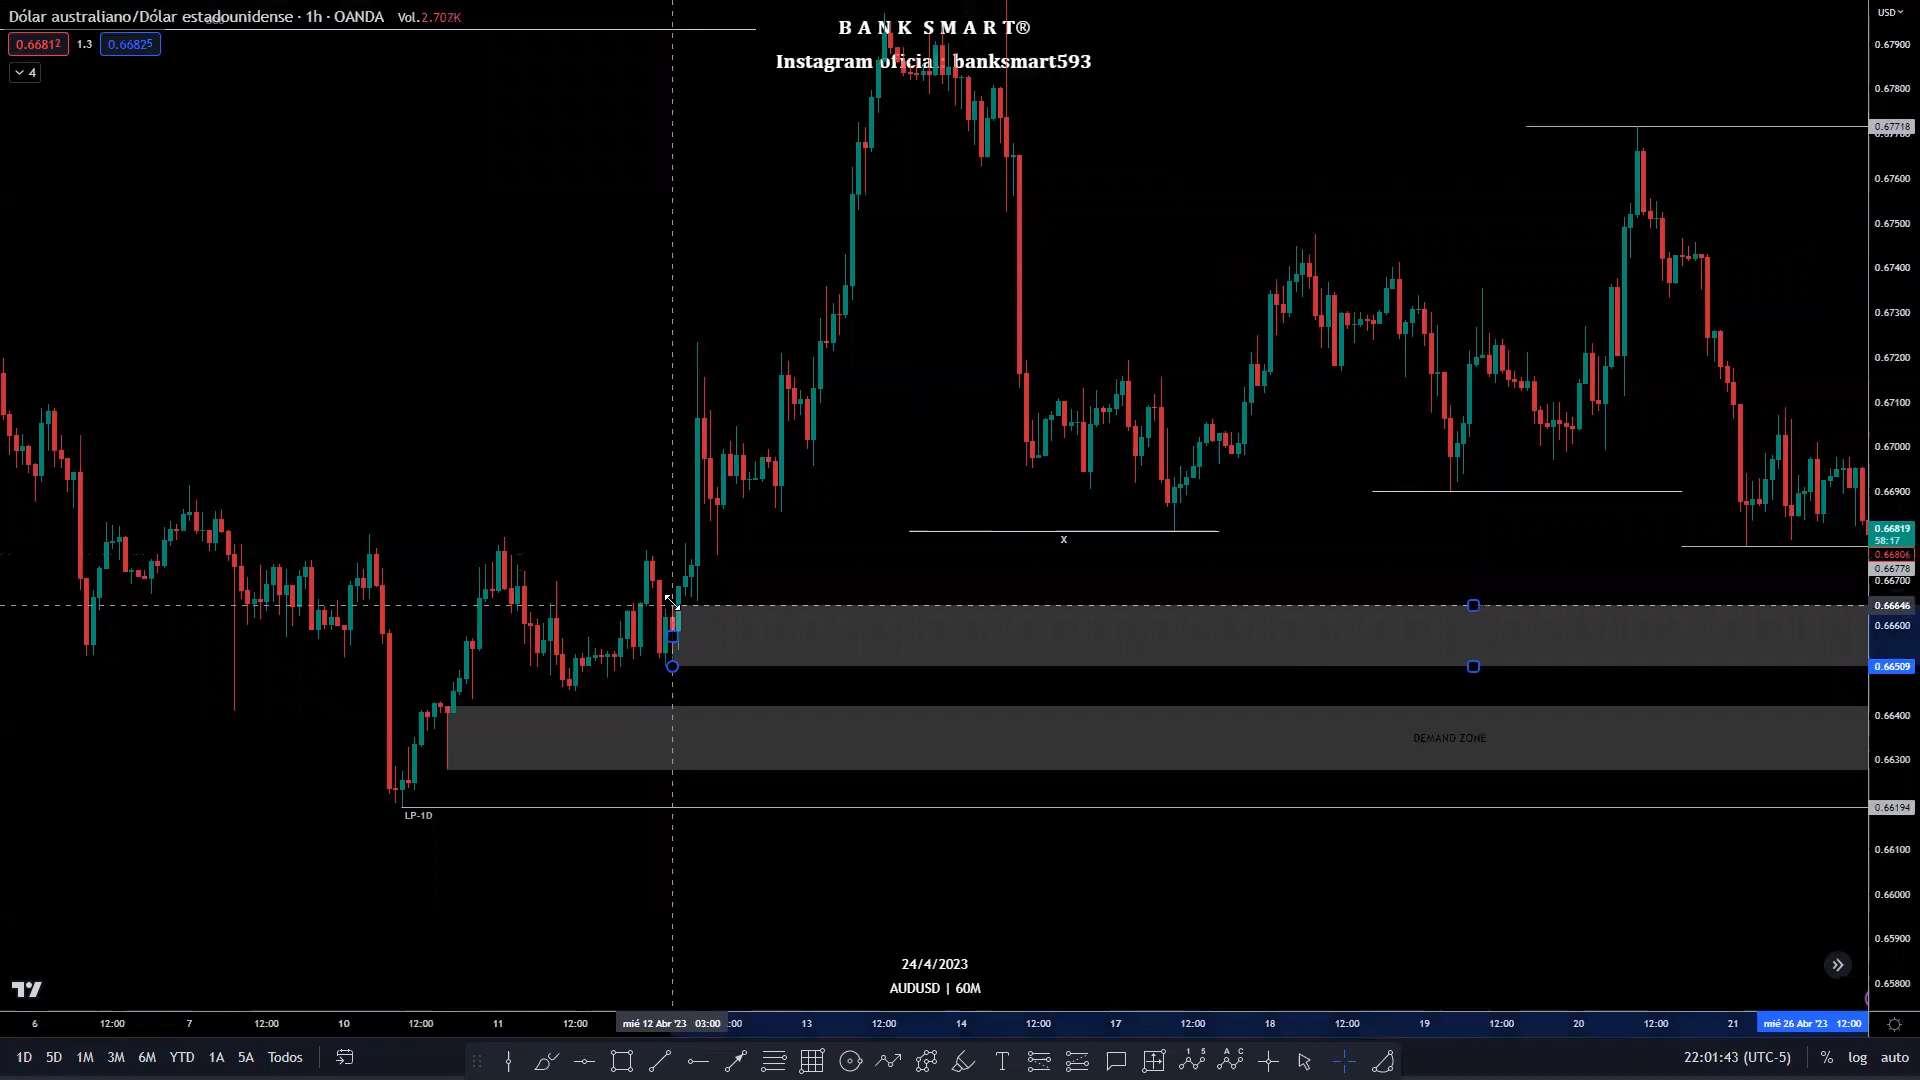 Dólar australiano/Dólar estadounidense · 1h · OANDA Vol.2.707K
0.66812 1.3 0.66825
4
B A N K S M A R T®
Instagram oficial: banksmart593
USD
0.67900
0.67800
0.67718
0.67600
0.67500
0.67400
0.67300
0.67200
0.67100
0.67000
0.66900
0.66819
58:17
0.66806
0.66778
0.66700
0.66646
0.66600
0.66509
0.66400
0.66300
0.66194
0.66100
0.66000
0.65900
0.65800
X
DEMAND ZONE
LP-1D
24/4/2023
AUDUSD | 60M
6 12:00 7 12:00 10 12:00 11 12:00 mié 12 Abr '23 03:00 :00 13 12:00 14 12:00 17 12:00 18 12:00 19 12:00 20 12:00 21 mié 26 Abr '23 12:00
1D 5D 1M 3M 6M YTD 1A 5A Todos 22:01:43 (UTC-5) % log auto